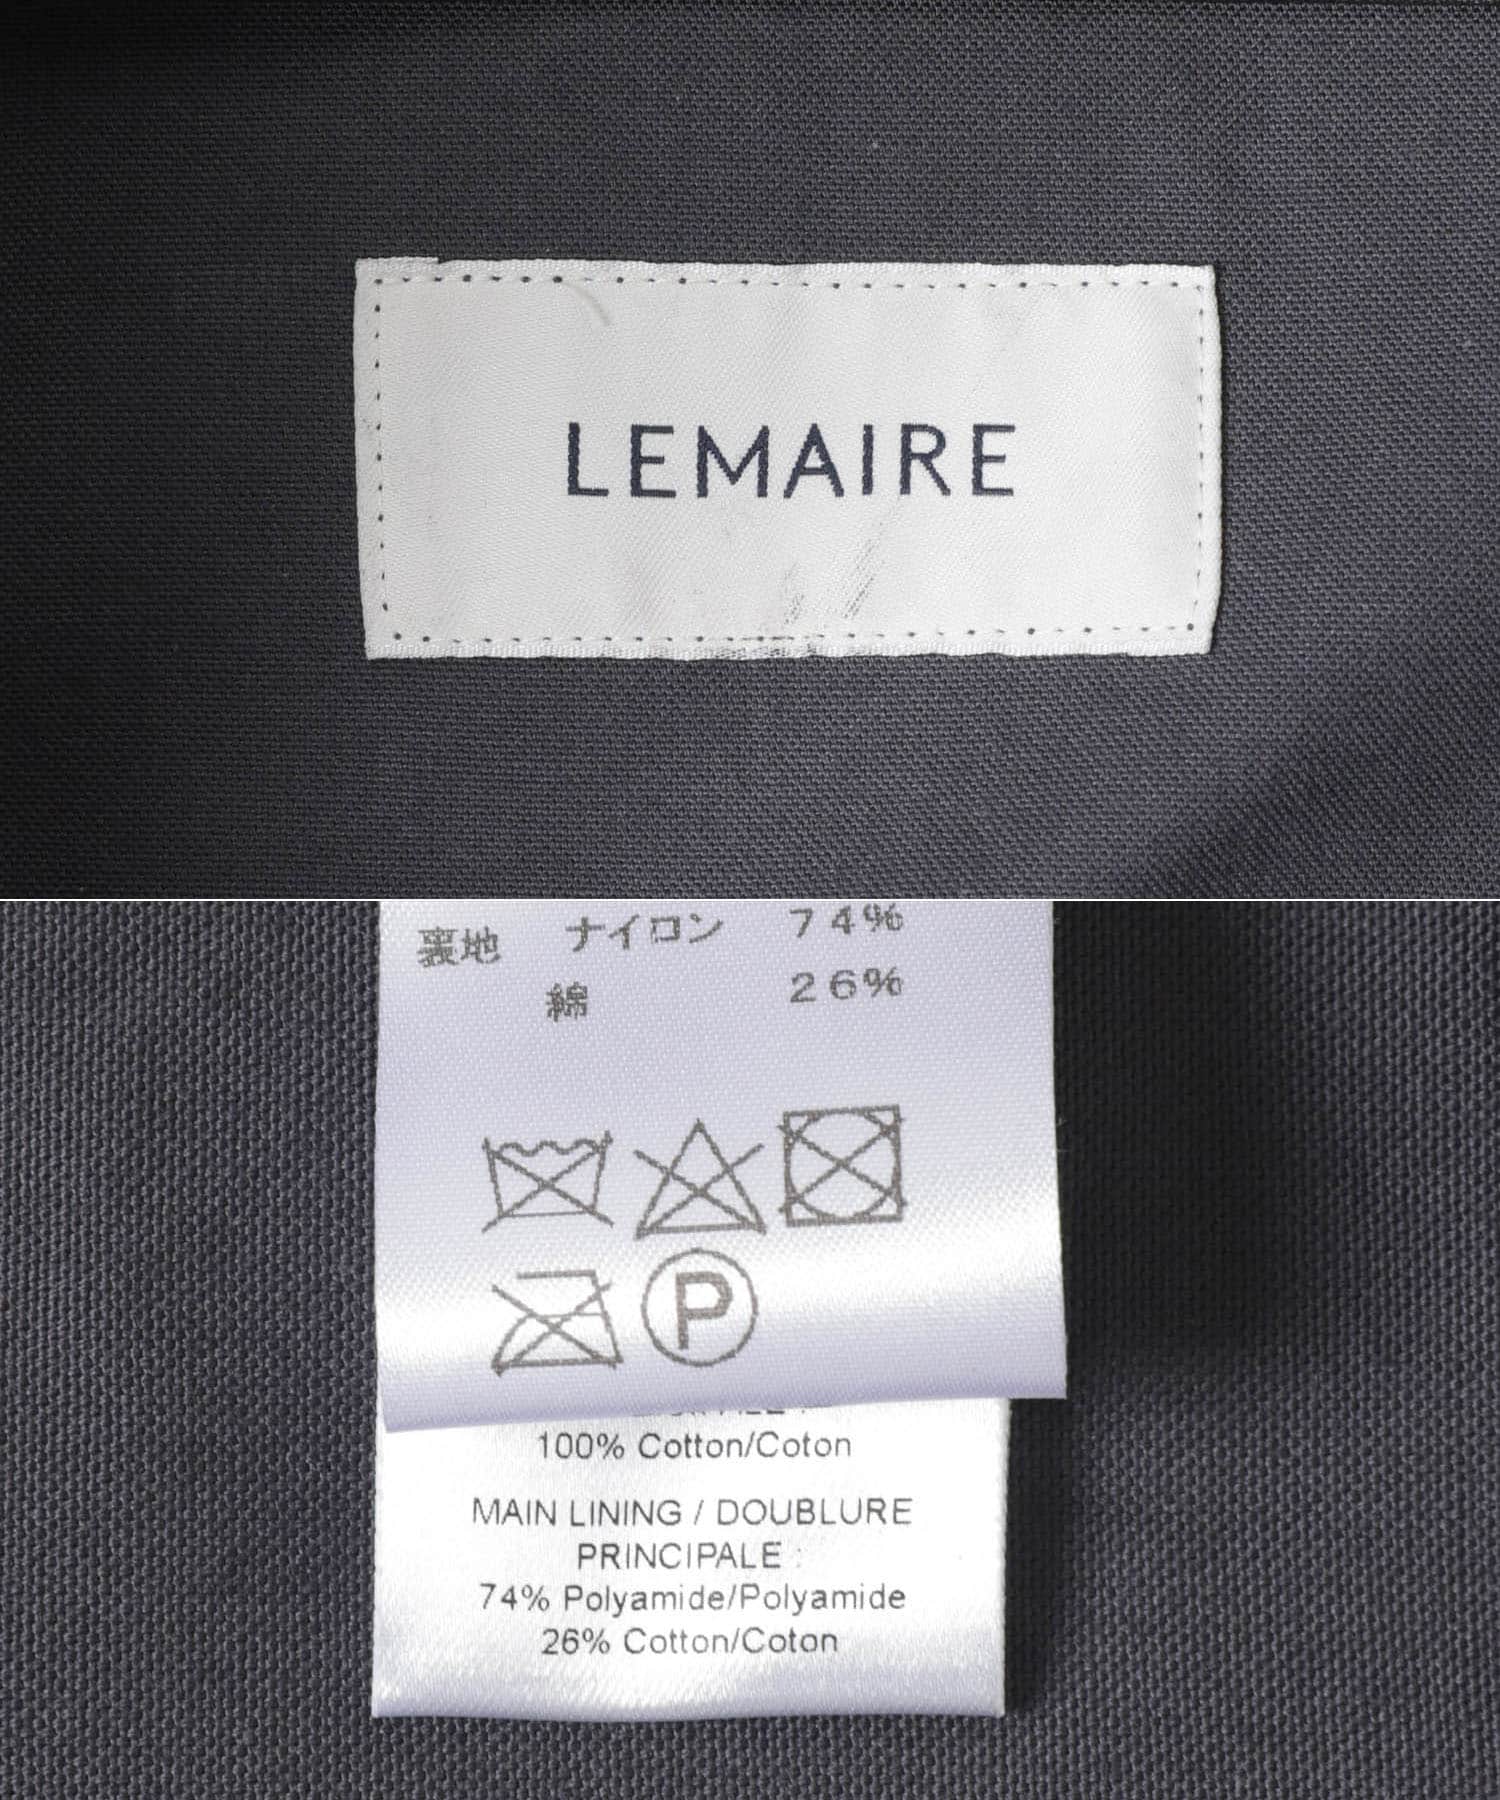 LEMAIRE
裏地 ナイロン 74%
綿 26%
P
100% Cotton/Coton
MAIN LINING / DOUBLURE
PRINCIPALE :
74% Polyamide/Polyamide
26% Cotton/Coton